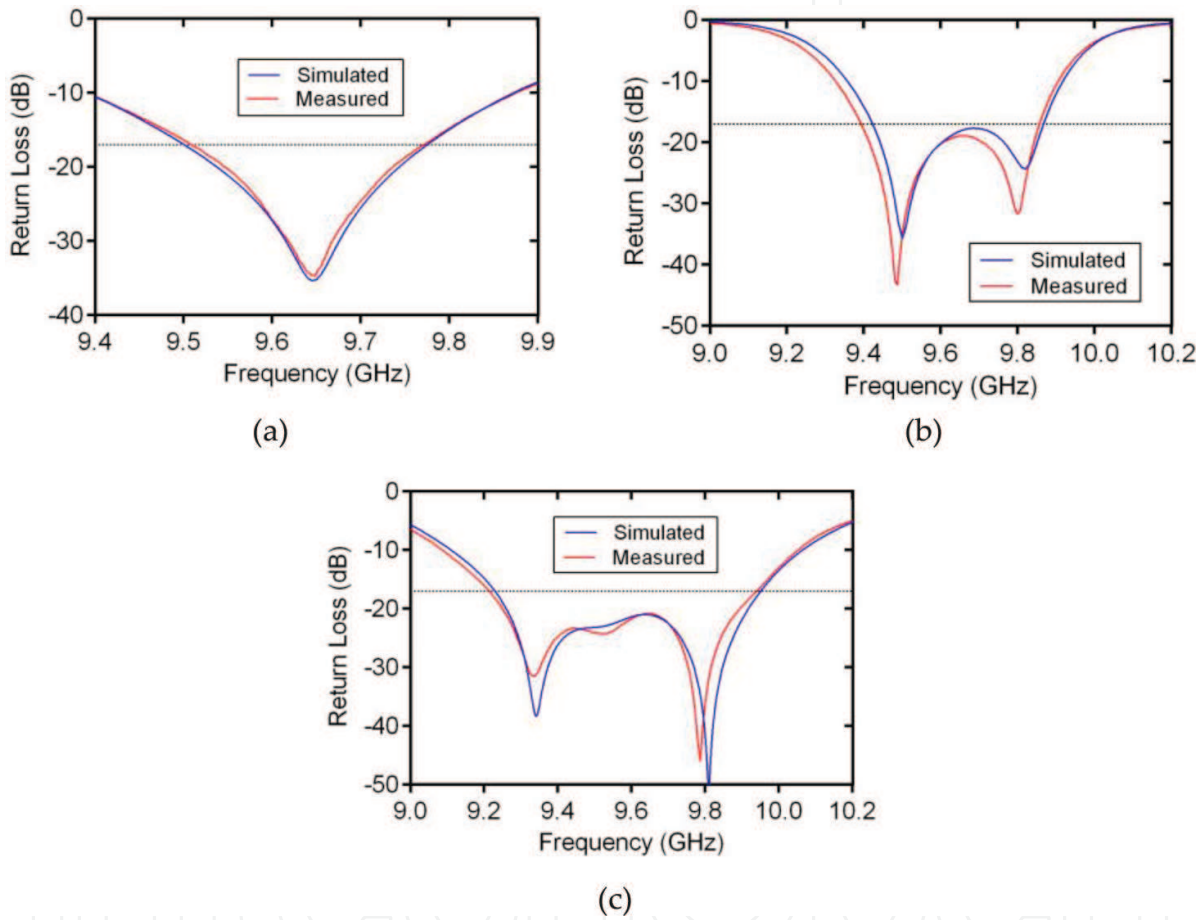 0
-10
-20
-30
-40
Return Loss (dB)
Simulated
Measured
9.4 9.5 9.6 9.7 9.8 9.9
Frequency (GHz)
(a)
0
-10
-20
-30
-40
-50
Return Loss (dB)
Simulated
Measured
9.0 9.2 9.4 9.6 9.8 10.0 10.2
Frequency (GHz)
(b)
0
-10
-20
-30
-40
-50
Return Loss (dB)
Simulated
Measured
9.0 9.2 9.4 9.6 9.8 10.0 10.2
Frequency (GHz)
(c)